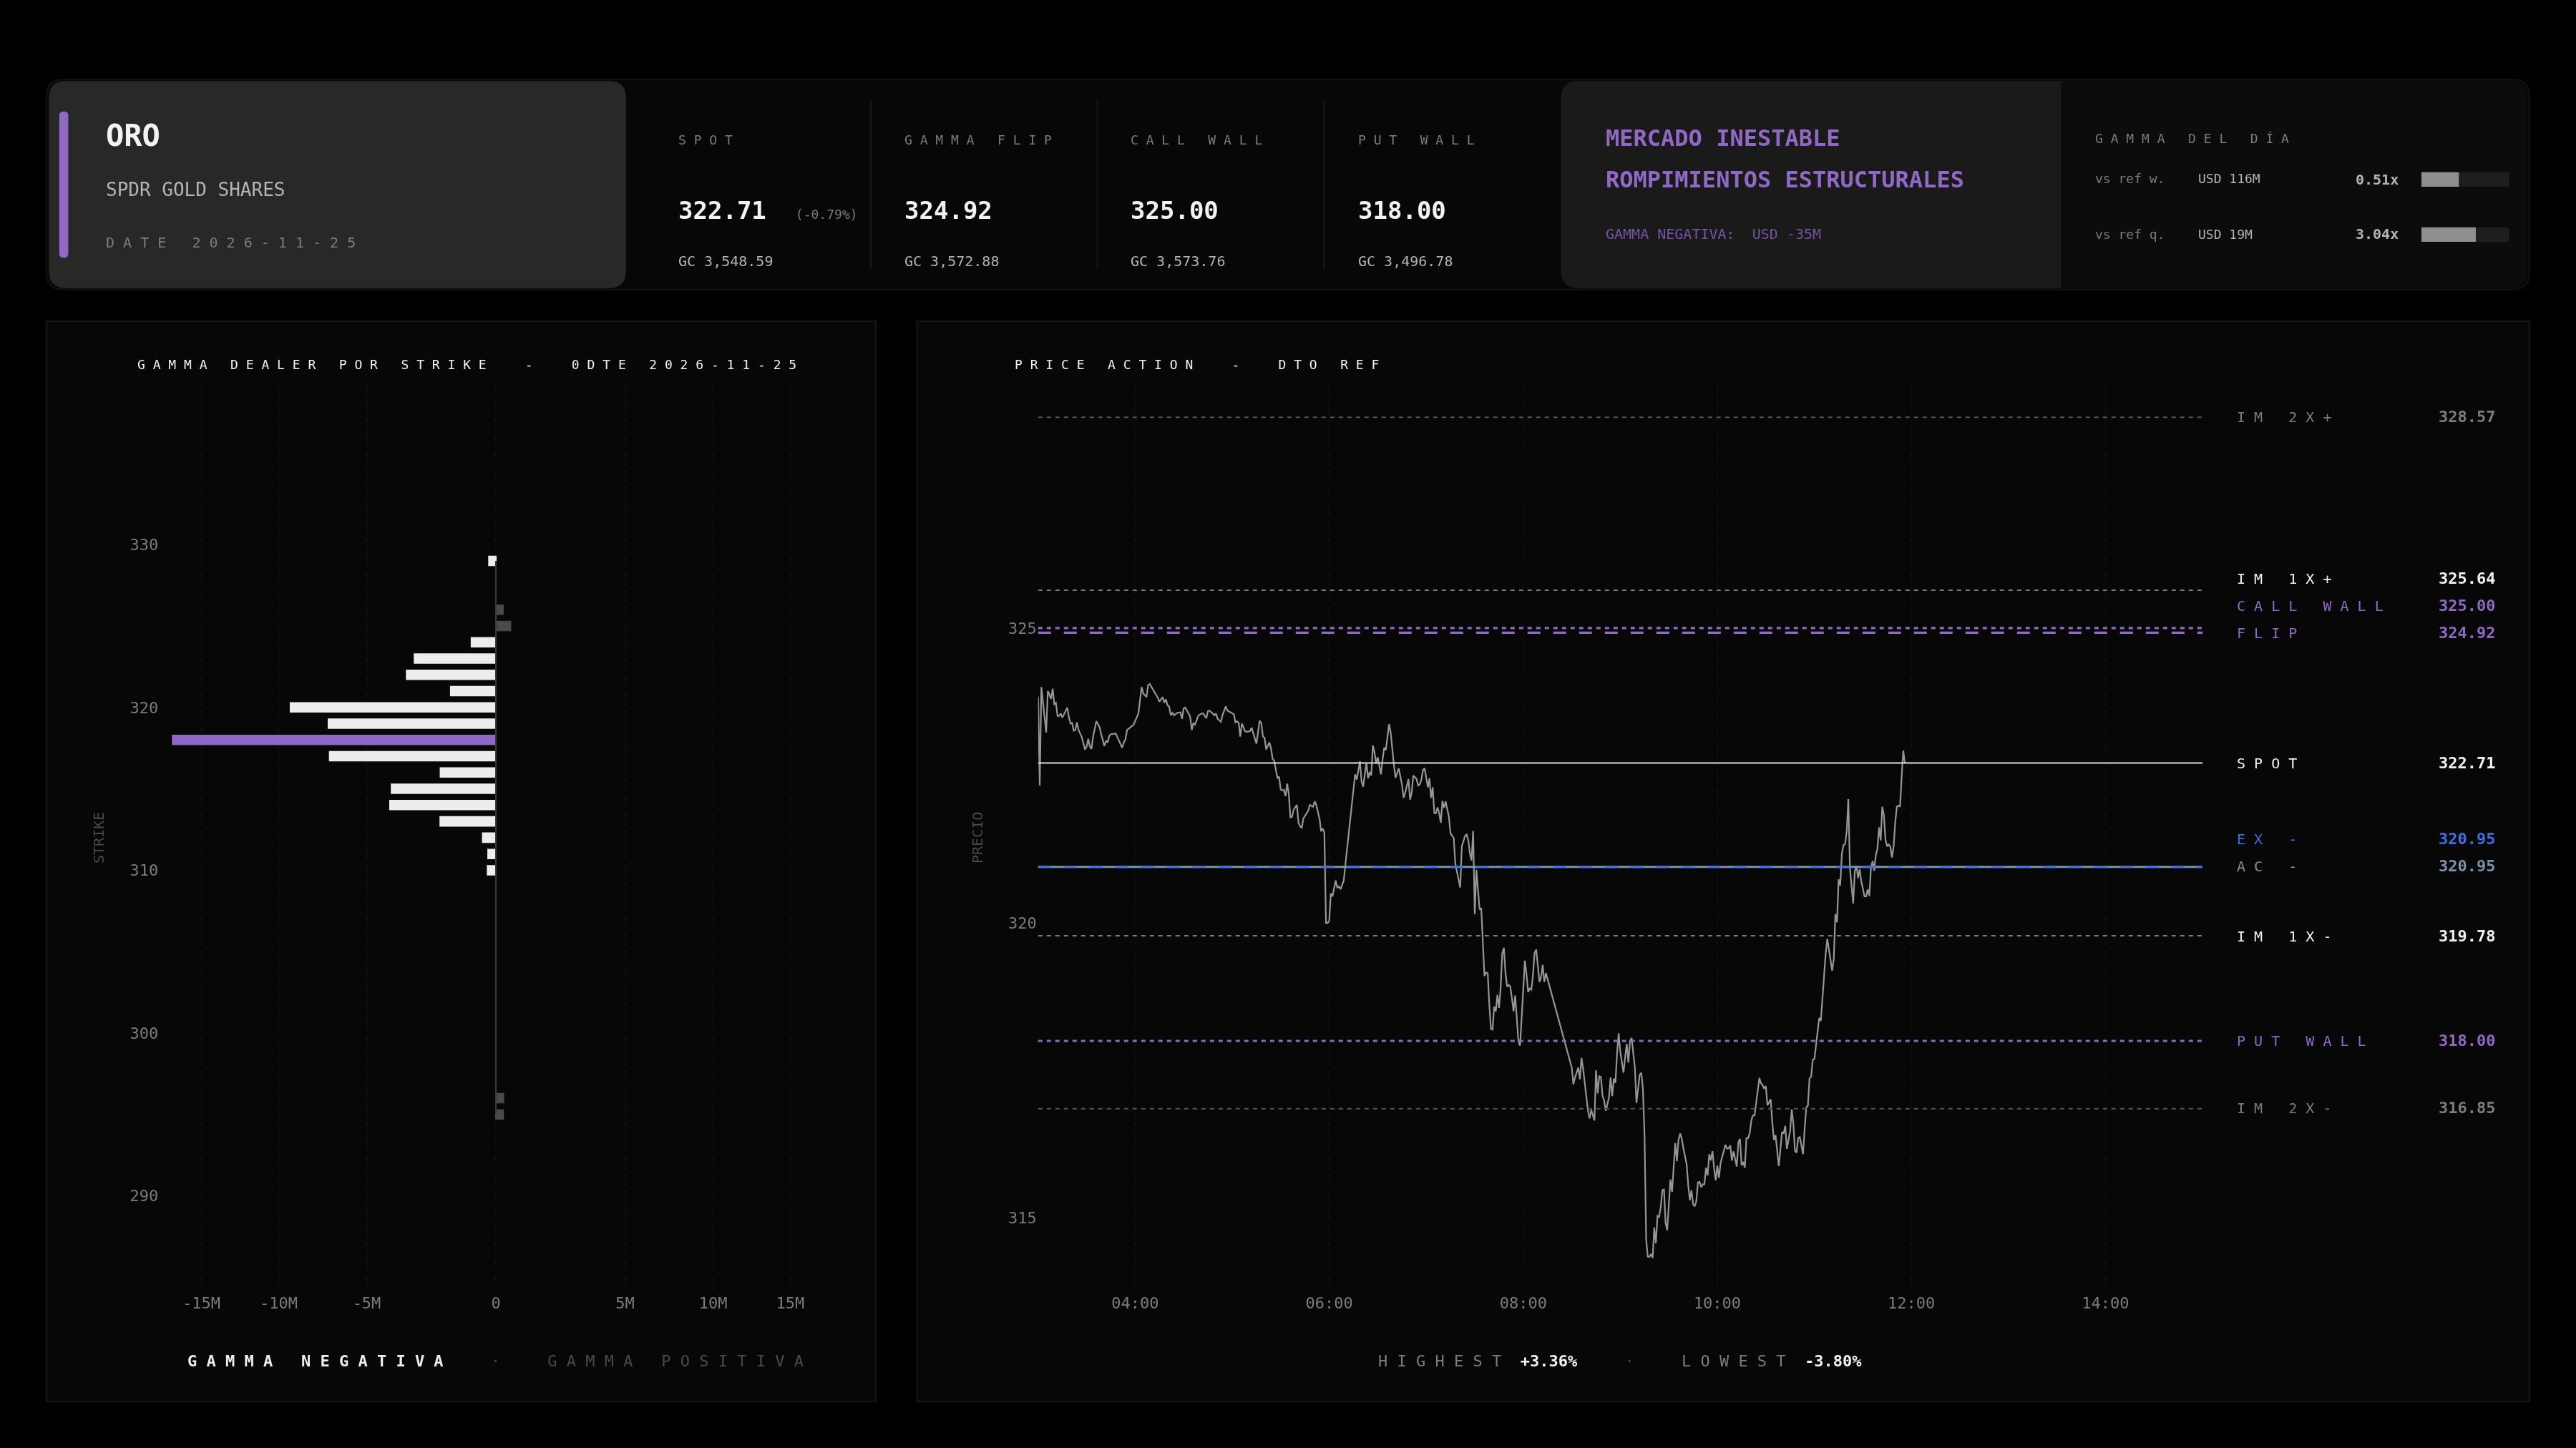 ORO
SPDR GOLD SHARES
DATE 2026-11-25
SPOT
322.71 (-0.79%)
GC 3,548.59
GAMMA FLIP
324.92
GC 3,572.88
CALL WALL
325.00
GC 3,573.76
PUT WALL
318.00
GC 3,496.78
MERCADO INESTABLE
ROMPIMIENTOS ESTRUCTURALES
GAMMA NEGATIVA: USD -35M
GAMMA DEL DÍA
vs ref w. USD 116M 0.51x
vs ref q. USD 19M 3.04x
GAMMA DEALER POR STRIKE - 0DTE 2026-11-25
STRIKE
330
320
310
300
290
-15M -10M -5M 0 5M 10M 15M
GAMMA NEGATIVA · GAMMA POSITIVA
PRICE ACTION - DTO REF
PRECIO
325
320
315
04:00 06:00 08:00 10:00 12:00 14:00
IM 2X+ 328.57
IM 1X+ 325.64
CALL WALL 325.00
FLIP 324.92
SPOT 322.71
EX - 320.95
AC - 320.95
IM 1X- 319.78
PUT WALL 318.00
IM 2X- 316.85
HIGHEST +3.36% · LOWEST -3.80%